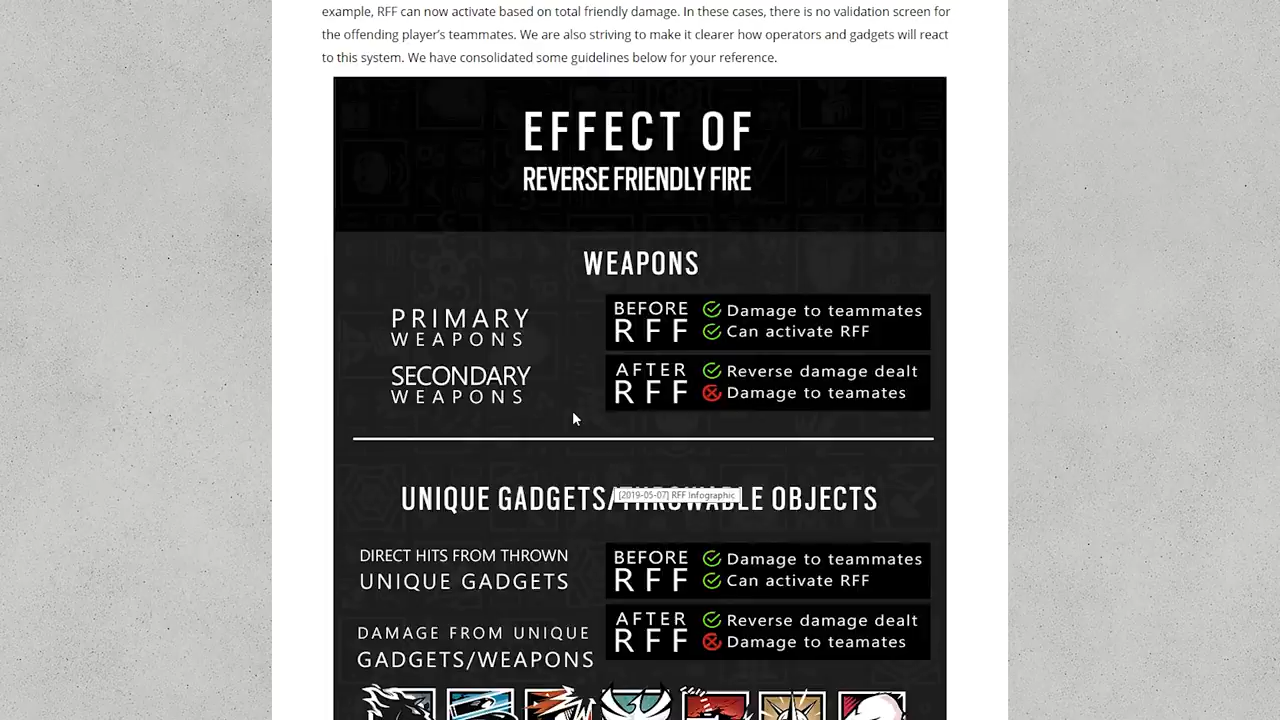 example, RFF can now activate based on total friendly damage. In these cases, there is no validation screen for
the offending player's teammates. We are also striving to make it clearer how operators and gadgets will react
to this system. We have consolidated some guidelines below for your reference.
EFFECT OF
REVERSE FRIENDLY FIRE
WEAPONS
PRIMARY
WEAPONS
SECONDARY
WEAPONS
BEFORE
RFF
Damage to teammates
Can activate RFF
AFTER
RFF
Reverse damage dealt
Damage to teamates
UNIQUE GADGETS/THROWABLE OBJECTS
[2019-05-07] RFF Infographic
DIRECT HITS FROM THROWN
UNIQUE GADGETS
DAMAGE FROM UNIQUE
GADGETS/WEAPONS
BEFORE
RFF
Damage to teammates
Can activate RFF
AFTER
RFF
Reverse damage dealt
Damage to teamates